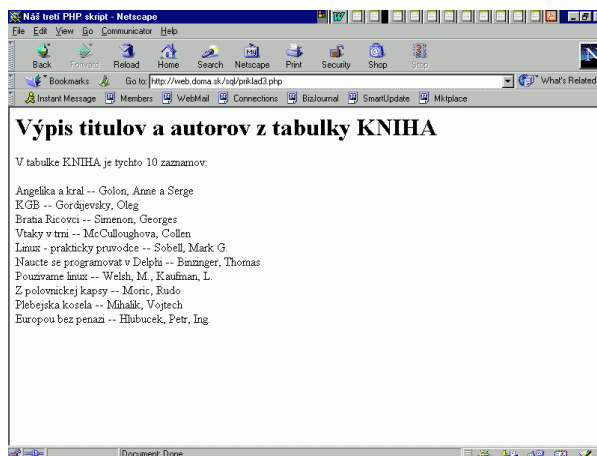 Náš tretí PHP skript - Netscape
File Edit View Go Communicator Help
Back Forward Reload Home Search Netscape Print Security Shop Stop
Bookmarks Go to: http://web.doma.sk/sql/priklad3.php What's Related
Instant Message Members WebMail Connections BizJournal SmartUpdate Mktplace
Výpis titulov a autorov z tabulky KNIHA
V tabulke KNIHA je tychto 10 zaznamov:
Angelika a kral -- Golon, Anne a Serge
KGB -- Gordijevsky, Oleg
Bratia Ricovci -- Simenon, Georges
Vtaky v trni -- McCulloughova, Collen
Linux - prakticky pruvodce -- Sobell, Mark G.
Naucte se programovat v Delphi -- Binzinger, Thomas
Pouzivame linux -- Welsh, M., Kaufman, L.
Z polovnickej kapsy -- Moric, Rudo
Plebejska kosela -- Mihalik, Vojtech
Europou bez penazi -- Hlubucek, Petr, Ing.
Document: Done